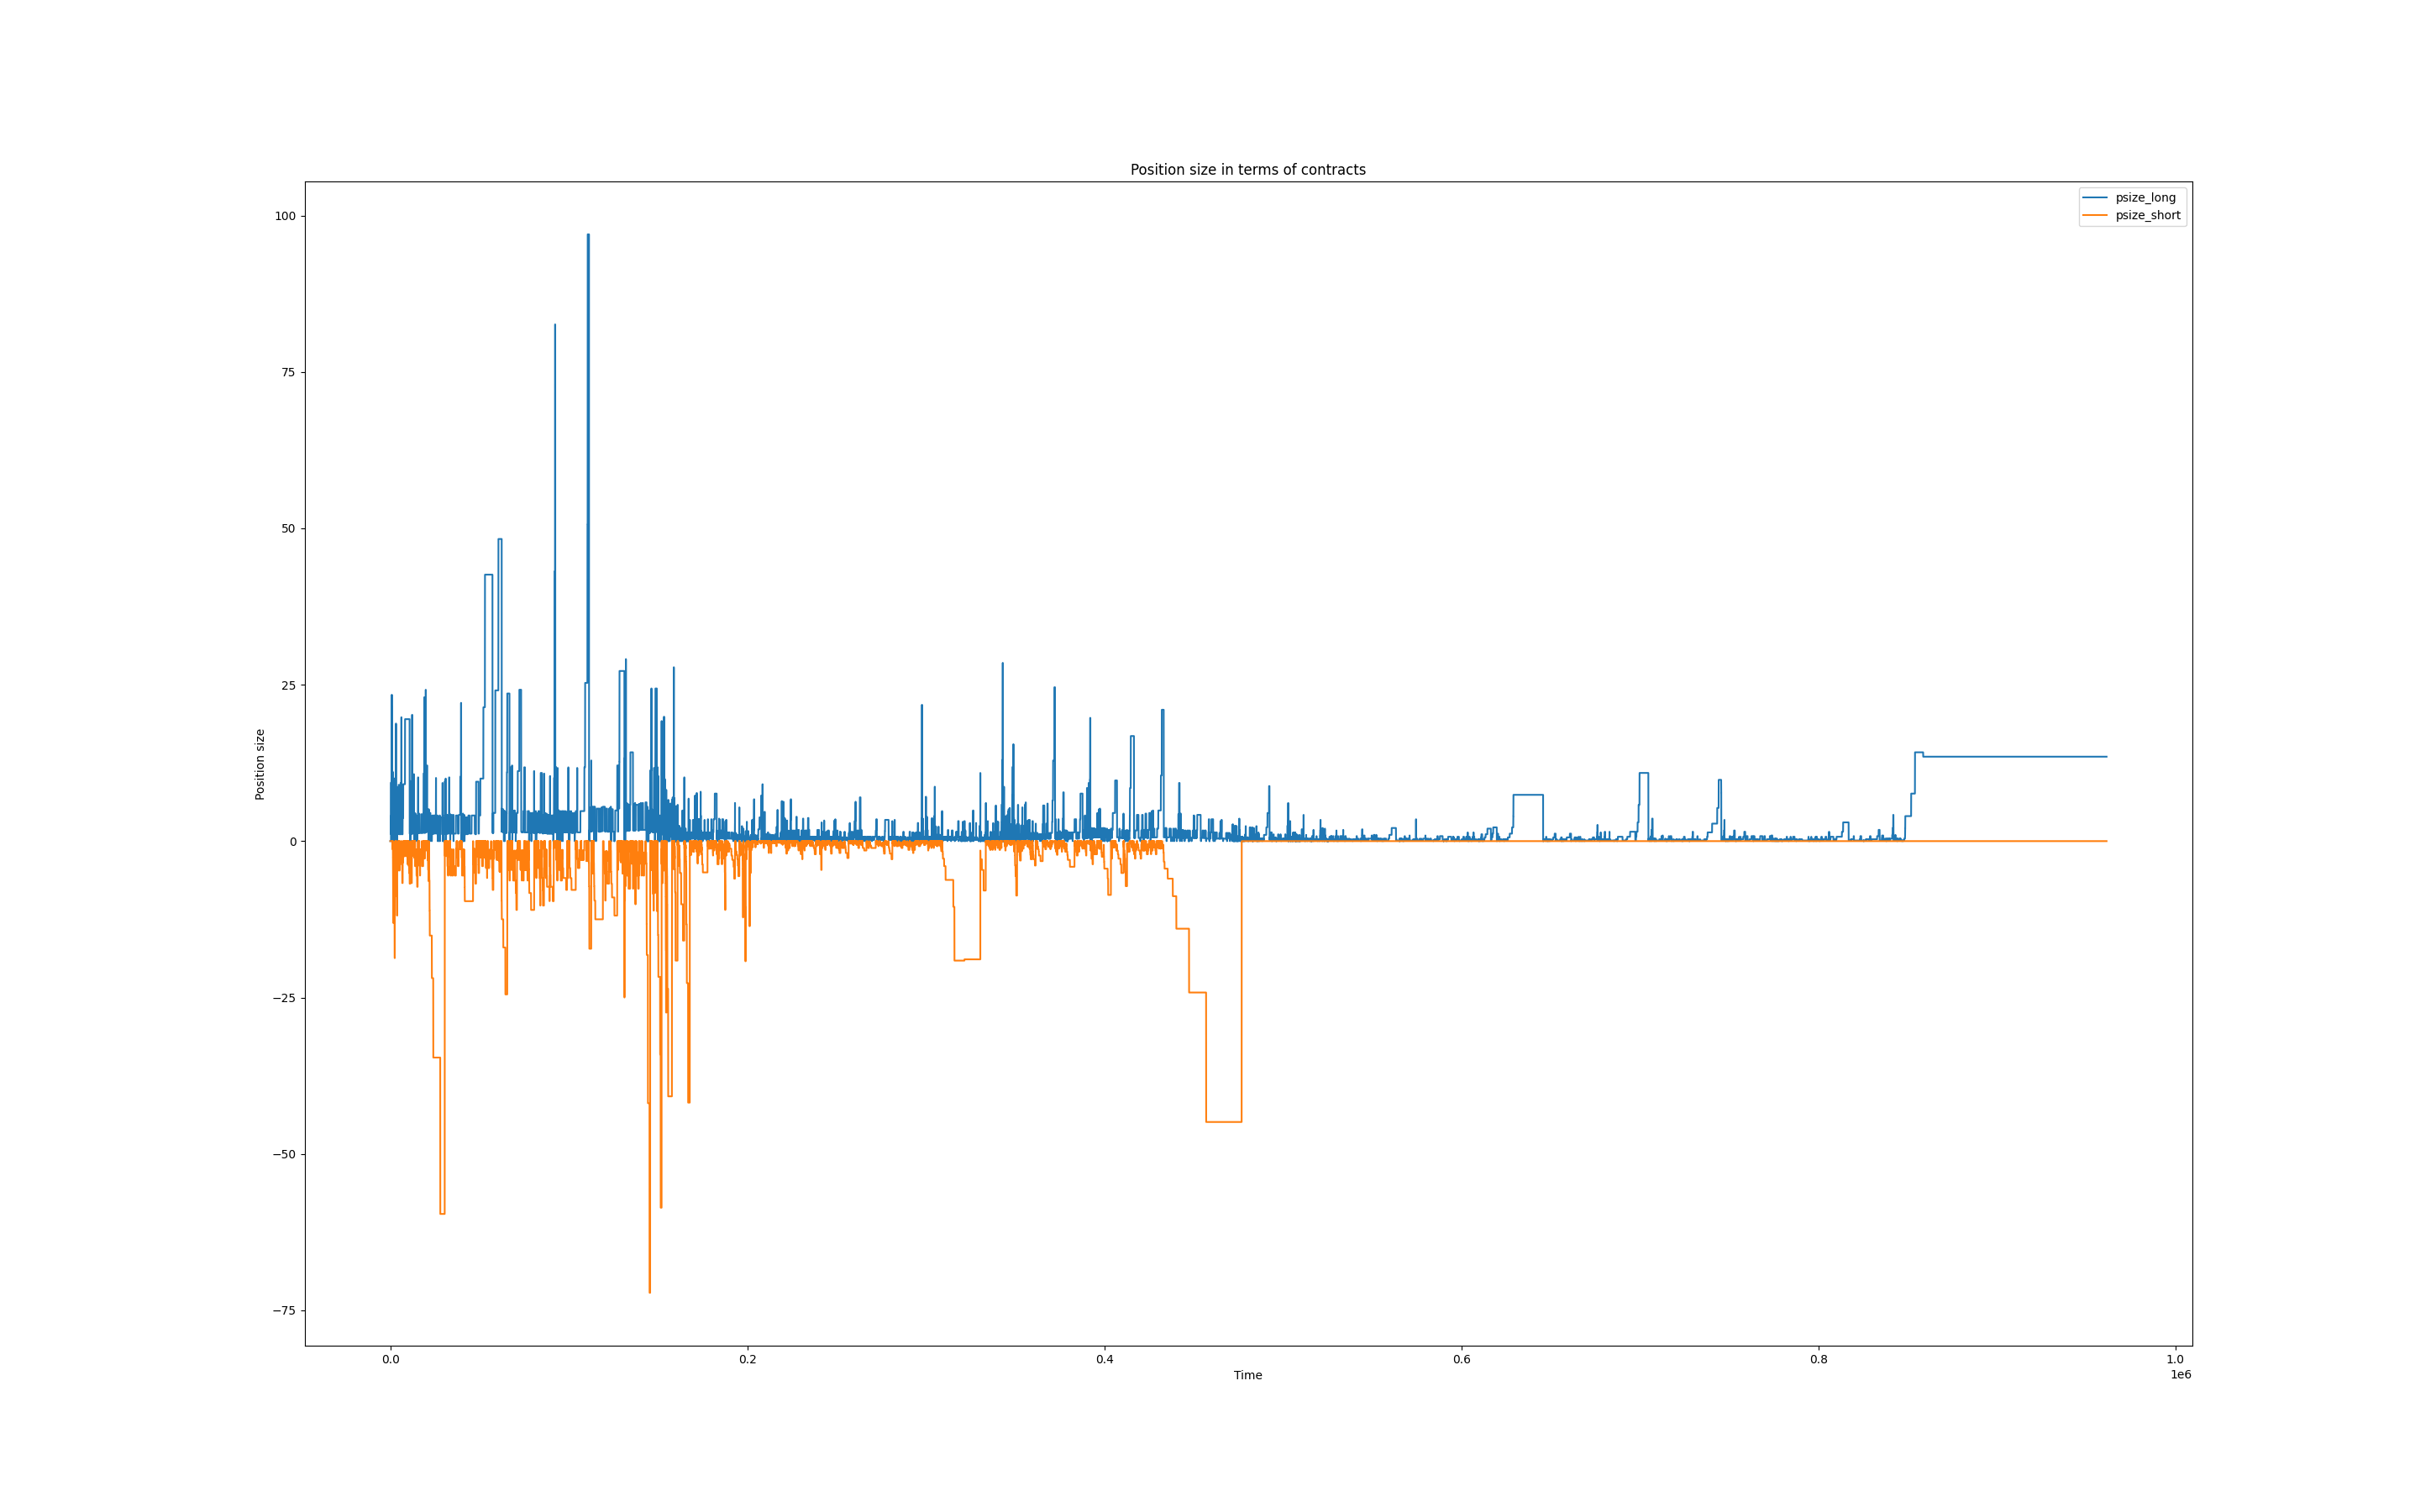 Position size in terms of contracts
psize_long
psize_short
100
75
50
25
0
−25
−50
−75
Position size
0.0
0.2
0.4
0.6
0.8
1.0
1e6
Time